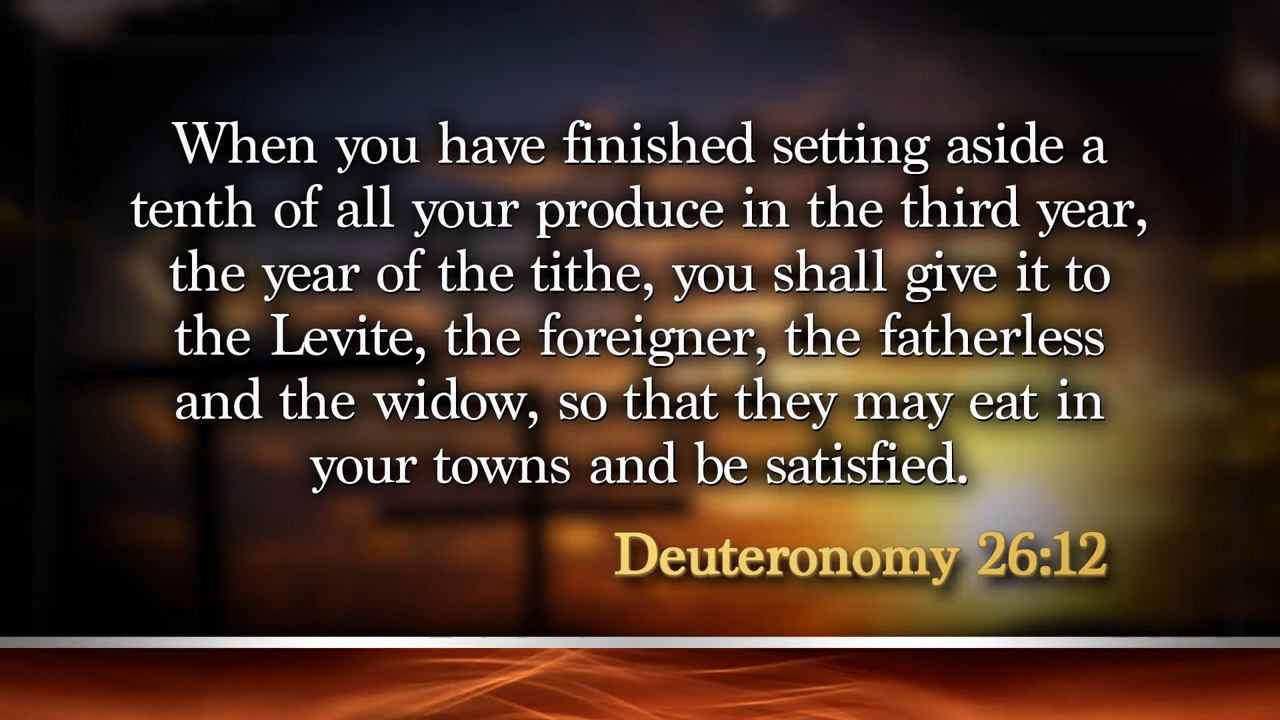 When you have finished setting aside a
tenth of all your produce in the third year,
the year of the tithe, you shall give it to
the Levite, the foreigner, the fatherless
and the widow, so that they may eat in
your towns and be satisfied.
Deuteronomy 26:12